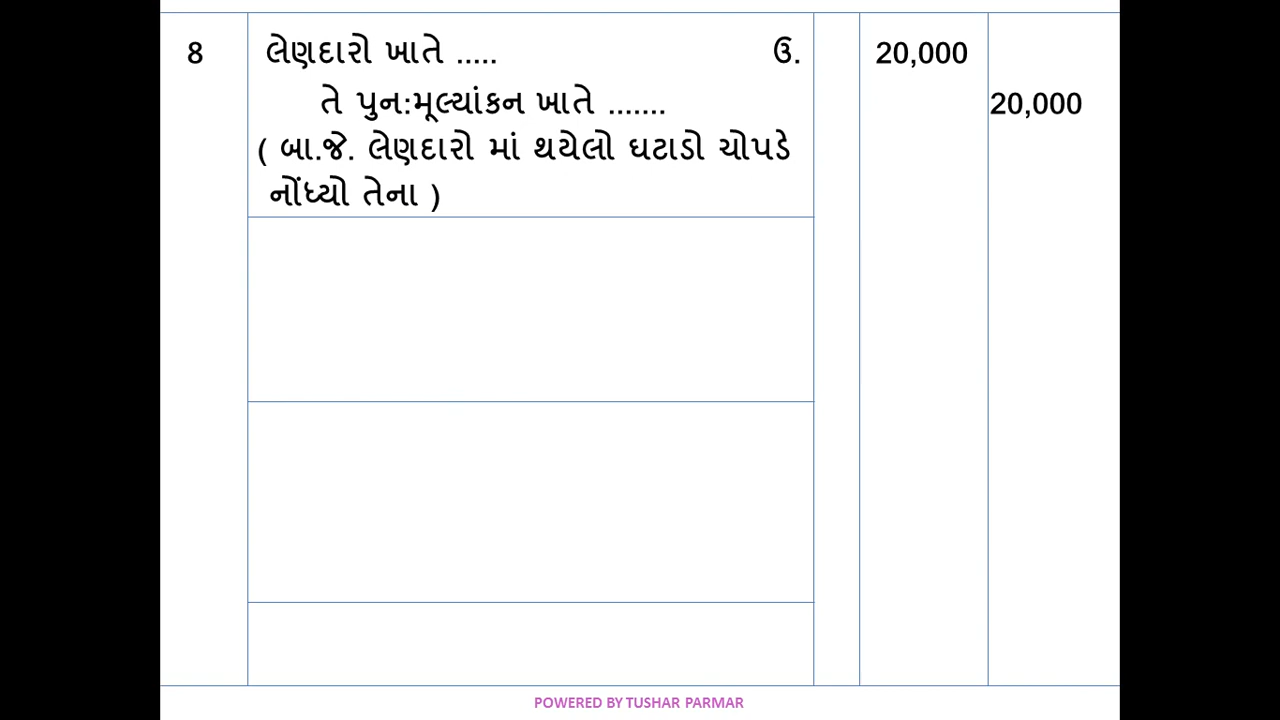 8 લેણદારો ખાતે ..... ઉ. 20,000
તે પુન:મૂલ્યાંકન ખાતે ....... 20,000
( બા.જે. લેણદારો માં થયેલો ઘટાડો ચોપડે
નોંધ્યો તેના )
POWERED BY TUSHAR PARMAR